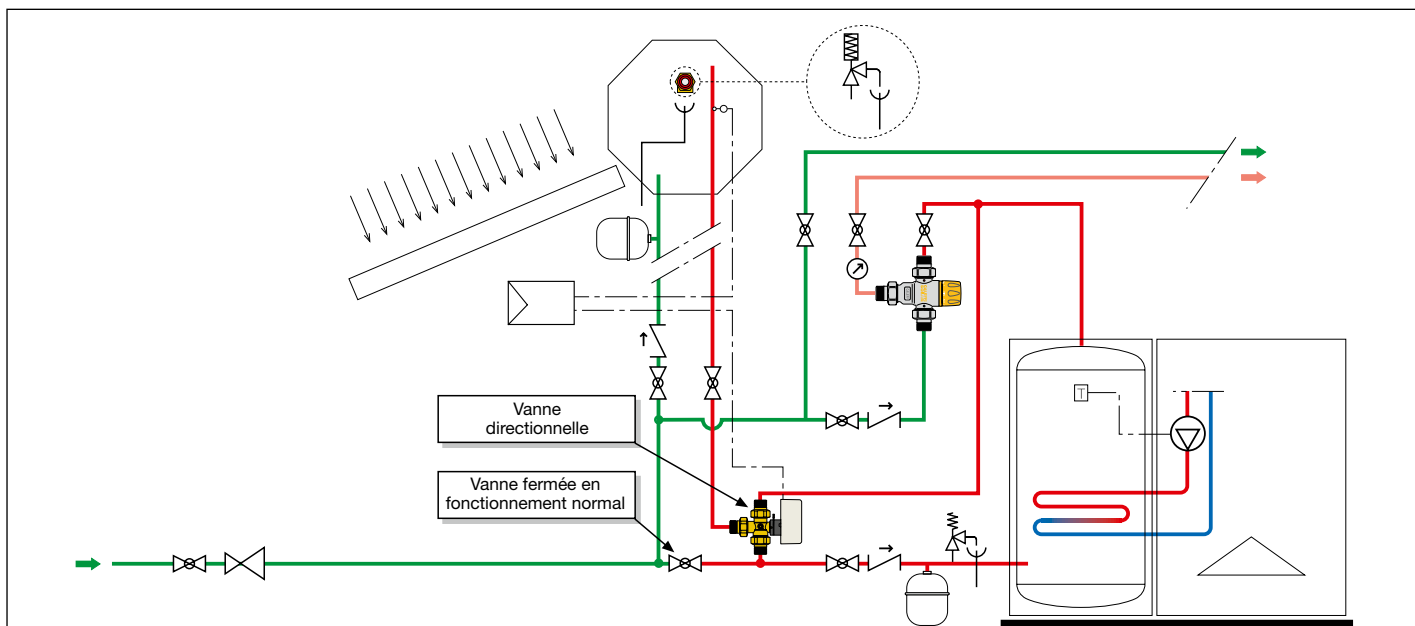 Vanne
directionnelle
Vanne fermée en
fonctionnement normal
T